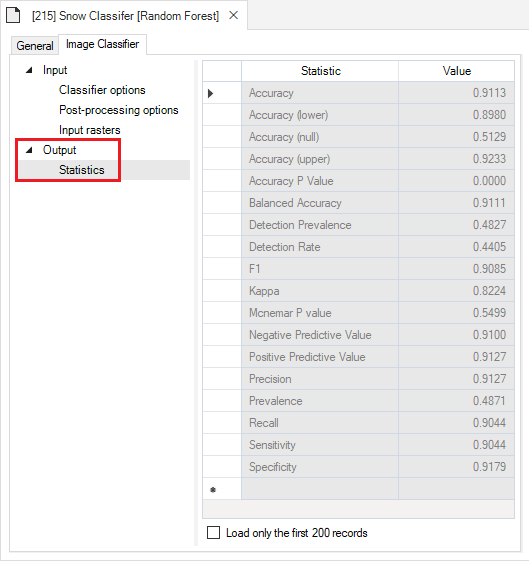 [215] Snow Classifer [Random Forest]
General Image Classifier
Input
Classifier options
Post-processing options
Input rasters
Output
Statistics
Statistic Value
Accuracy 0.9113
Accuracy (lower) 0.8980
Accuracy (null) 0.5129
Accuracy (upper) 0.9233
Accuracy P Value 0.0000
Balanced Accuracy 0.9111
Detection Prevalence 0.4827
Detection Rate 0.4405
F1 0.9085
Kappa 0.8224
Mcnemar P value 0.5499
Negative Predictive Value 0.9100
Positive Predictive Value 0.9127
Precision 0.9127
Prevalence 0.4871
Recall 0.9044
Sensitivity 0.9044
Specificity 0.9179
Load only the first 200 records